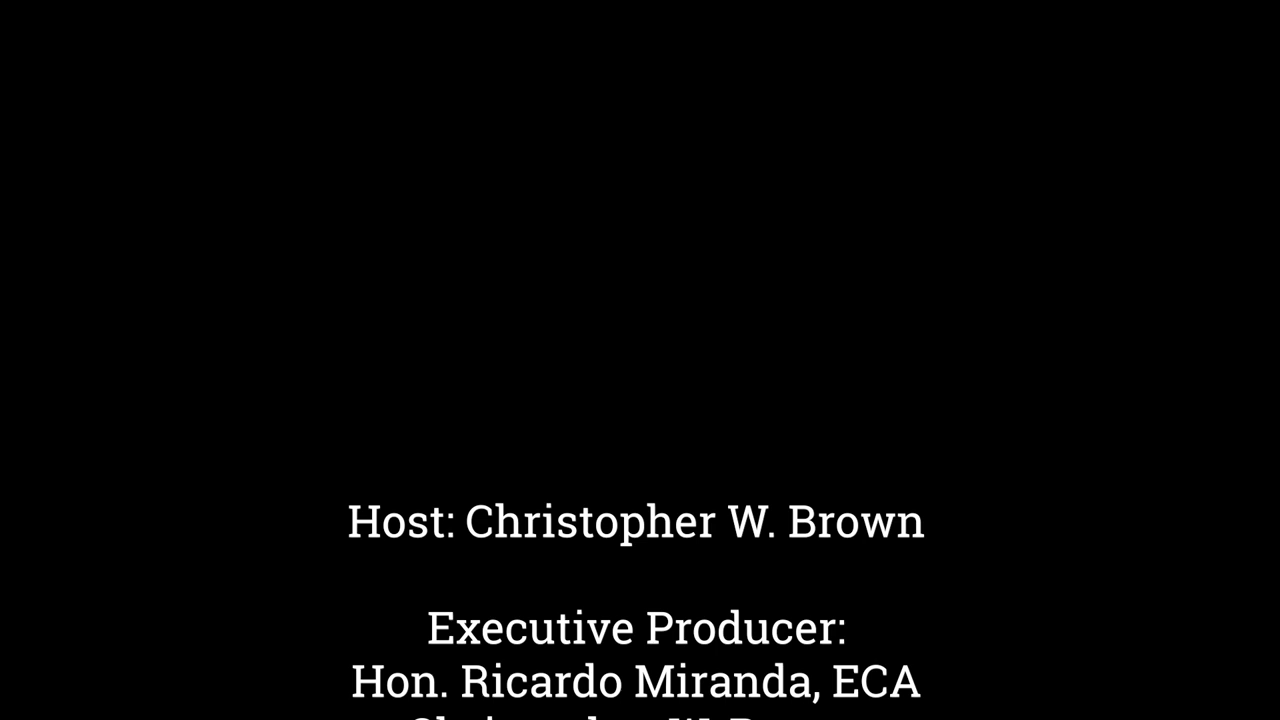 Host: Christopher W. Brown
Executive Producer:
Hon. Ricardo Miranda, ECA